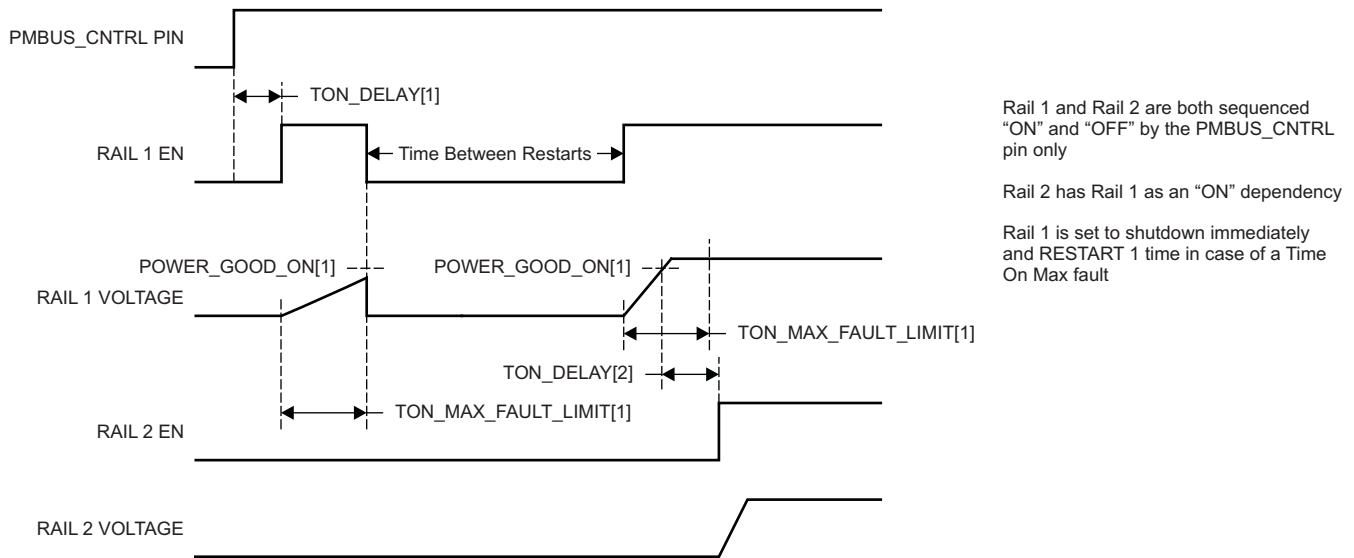 PMBUS_CNTRL PIN
TON_DELAY[1]
RAIL 1 EN
Time Between Restarts
POWER_GOOD_ON[1]
POWER_GOOD_ON[1]
RAIL 1 VOLTAGE
TON_MAX_FAULT_LIMIT[1]
TON_DELAY[2]
TON_MAX_FAULT_LIMIT[1]
RAIL 2 EN
RAIL 2 VOLTAGE
Rail 1 and Rail 2 are both sequenced
“ON” and “OFF” by the PMBUS_CNTRL
pin only
Rail 2 has Rail 1 as an “ON” dependency
Rail 1 is set to shutdown immediately
and RESTART 1 time in case of a Time
On Max fault